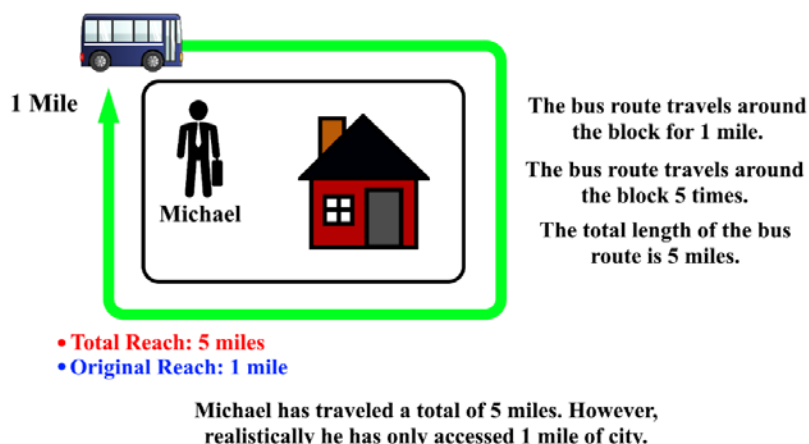 1 Mile
Michael
The bus route travels around
the block for 1 mile.
The bus route travels around
the block 5 times.
The total length of the bus
route is 5 miles.
• Total Reach: 5 miles
• Original Reach: 1 mile
Michael has traveled a total of 5 miles. However,
realistically he has only accessed 1 mile of city.